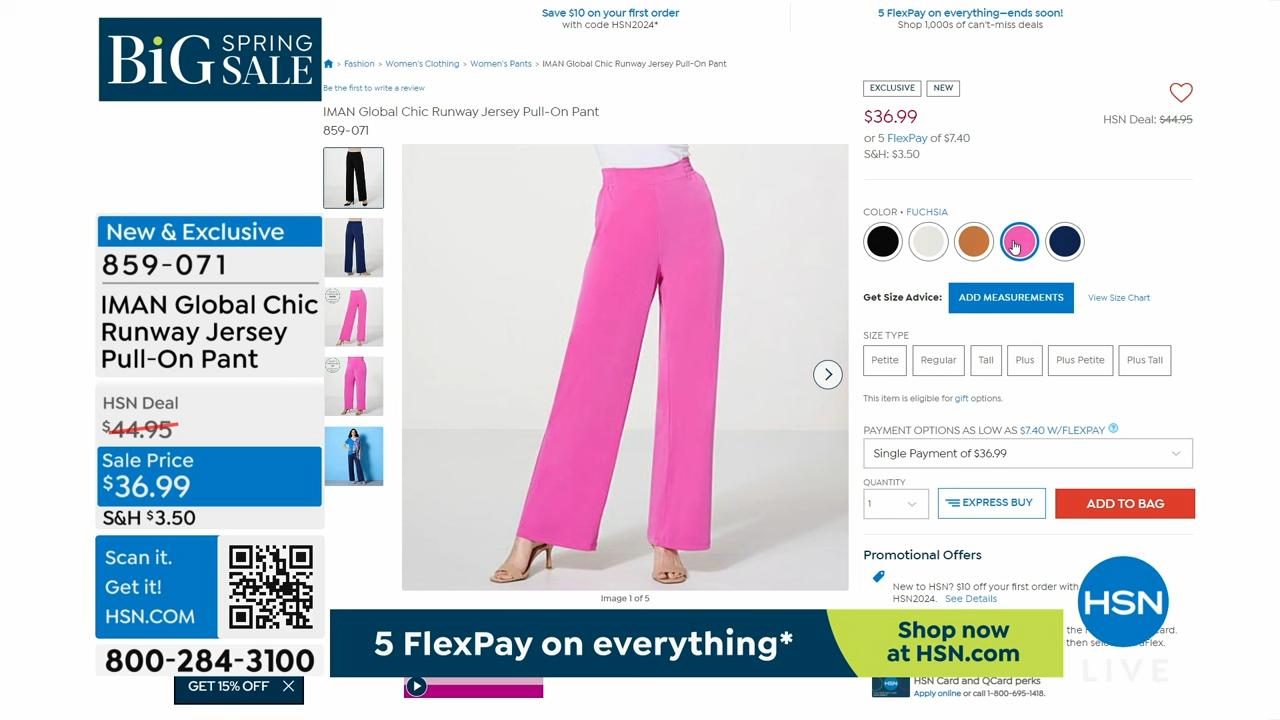 BiG SPRING SALE
Save $10 on your first order
with code HSN2024*
5 FlexPay on everything—ends soon!
Shop 1,000s of can't-miss deals
> Fashion > Women's Clothing > Women's Pants > IMAN Global Chic Runway Jersey Pull-On Pant
Be the first to write a review
IMAN Global Chic Runway Jersey Pull-On Pant
859-071
EXCLUSIVE
NEW
$36.99
HSN Deal: $44.95
or 5 FlexPay of $7.40
S&H: $3.50
COLOR • FUCHSIA
Get Size Advice:
ADD MEASUREMENTS
View Size Chart
SIZE TYPE
Petite
Regular
Tall
Plus
Plus Petite
Plus Tall
This item is eligible for gift options.
PAYMENT OPTIONS AS LOW AS $7.40 W/FLEXPAY ?
Single Payment of $36.99
QUANTITY
1
EXPRESS BUY
ADD TO BAG
Promotional Offers
New to HSN? $10 off your first order with
HSN2024. See Details
Image 1 of 5
New & Exclusive
859-071
IMAN Global Chic
Runway Jersey
Pull-On Pant
HSN Deal
$44.95
Sale Price
$36.99
S&H $3.50
Scan it.
Get it!
HSN.COM
800-284-3100
GET 15% OFF
5 FlexPay on everything*
Shop now
at HSN.com
HSN
LIVE
HSN Card and QCard perks
Apply online or call 1-800-695-1418.